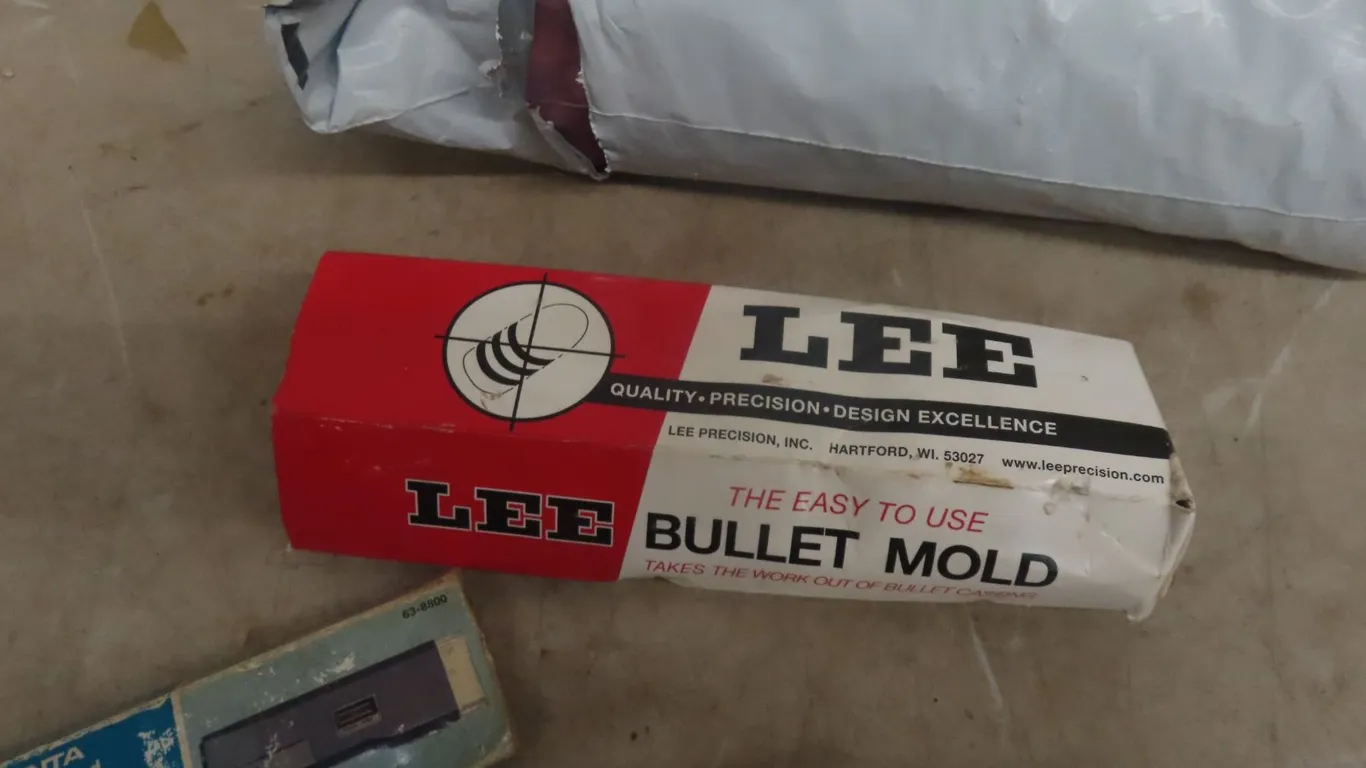 LEE
QUALITY • PRECISION • DESIGN EXCELLENCE
LEE PRECISION, INC. HARTFORD, WI. 53027 www.leeprecision.com
LEE
THE EASY TO USE
BULLET MOLD
TAKES THE WORK OUT OF BULLET CASTING
63-8800